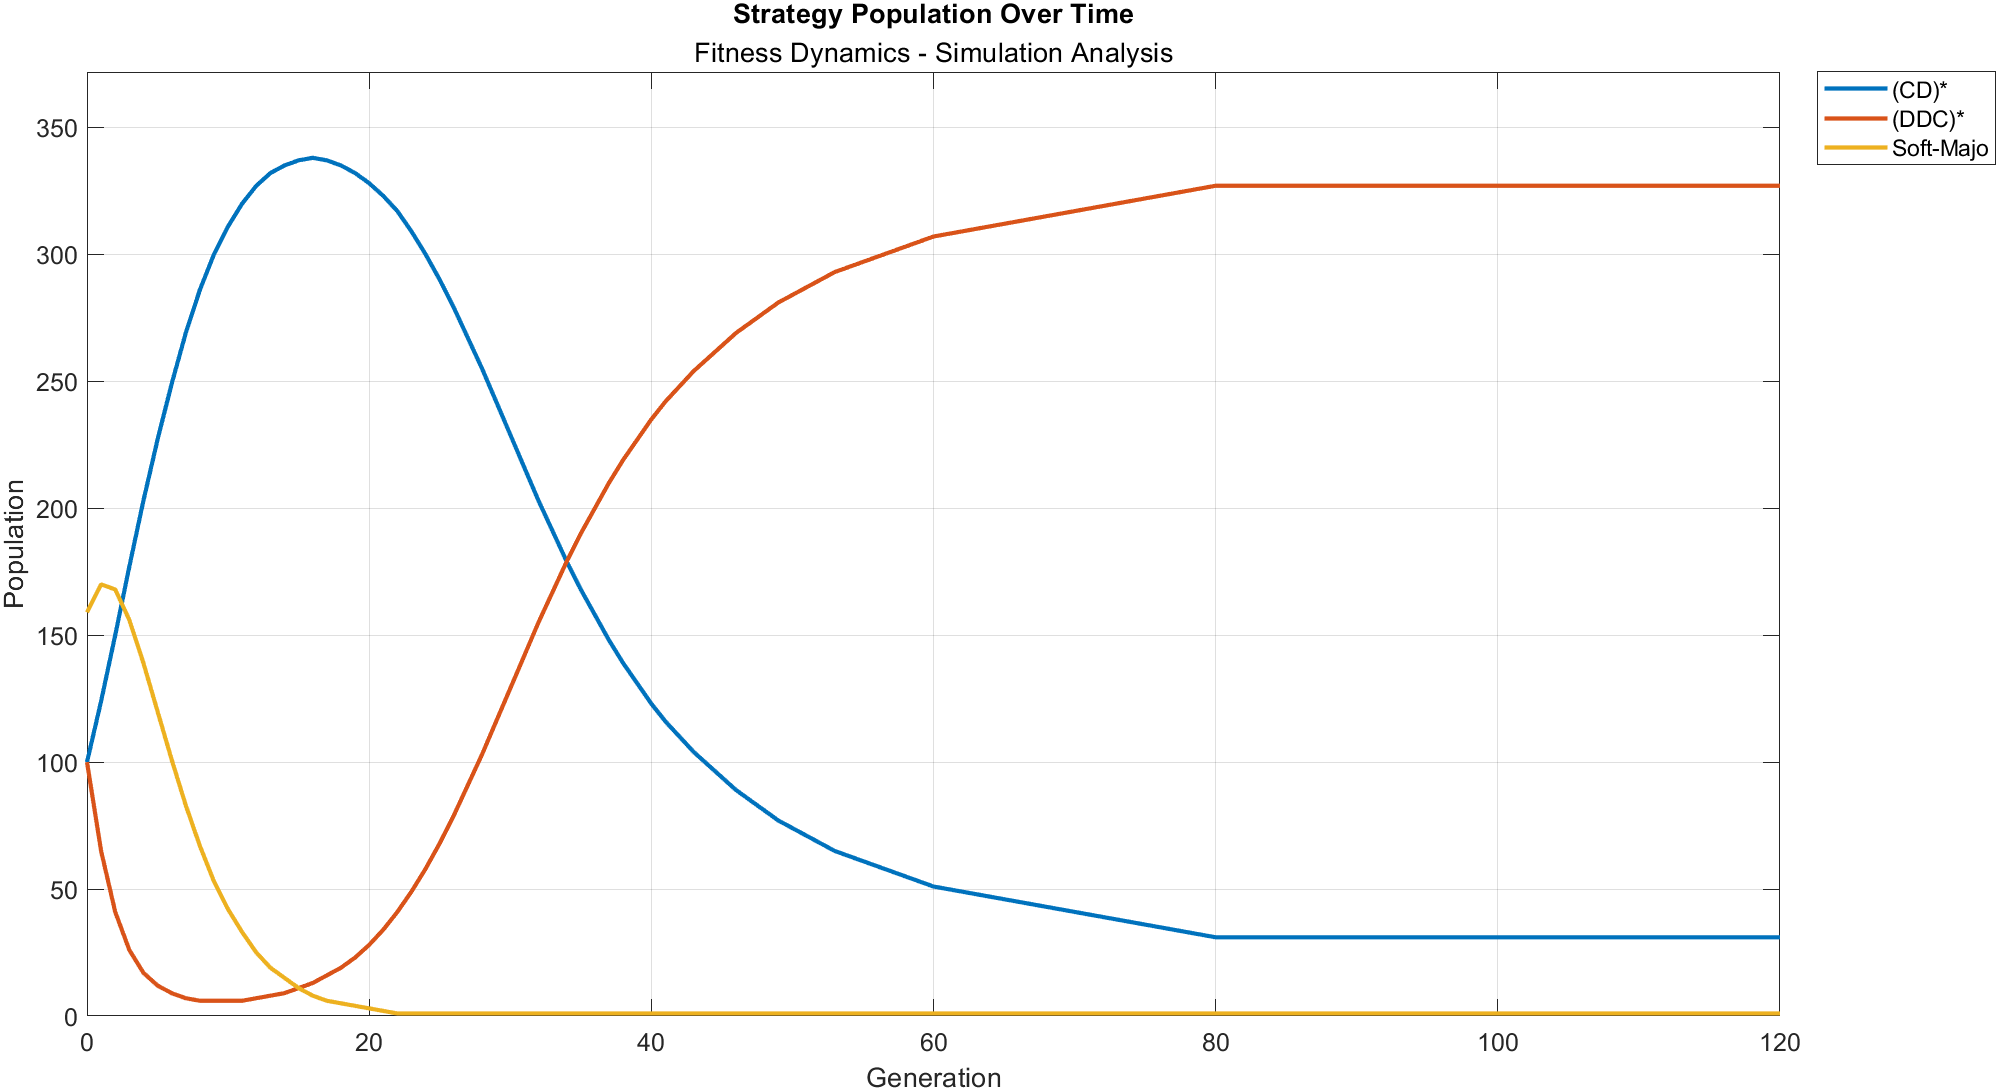 Strategy Population Over Time
Fitness Dynamics - Simulation Analysis
(CD)*
(DDC)*
Soft-Majo
350
300
250
200
150
100
50
0
Population
0 20 40 60 80 100 120
Generation